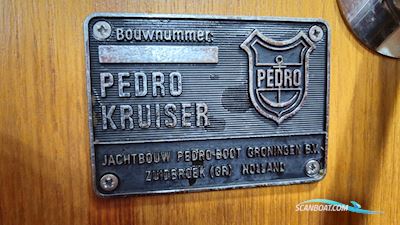 Bouwnummer:
PEDRO
PEDRO
KRUISER
JACHTBOUW PEDRO-BOOT GRONINGEN B.V.
ZUIDBROEK (GR) HOLLAND
SCANBOAT.COM